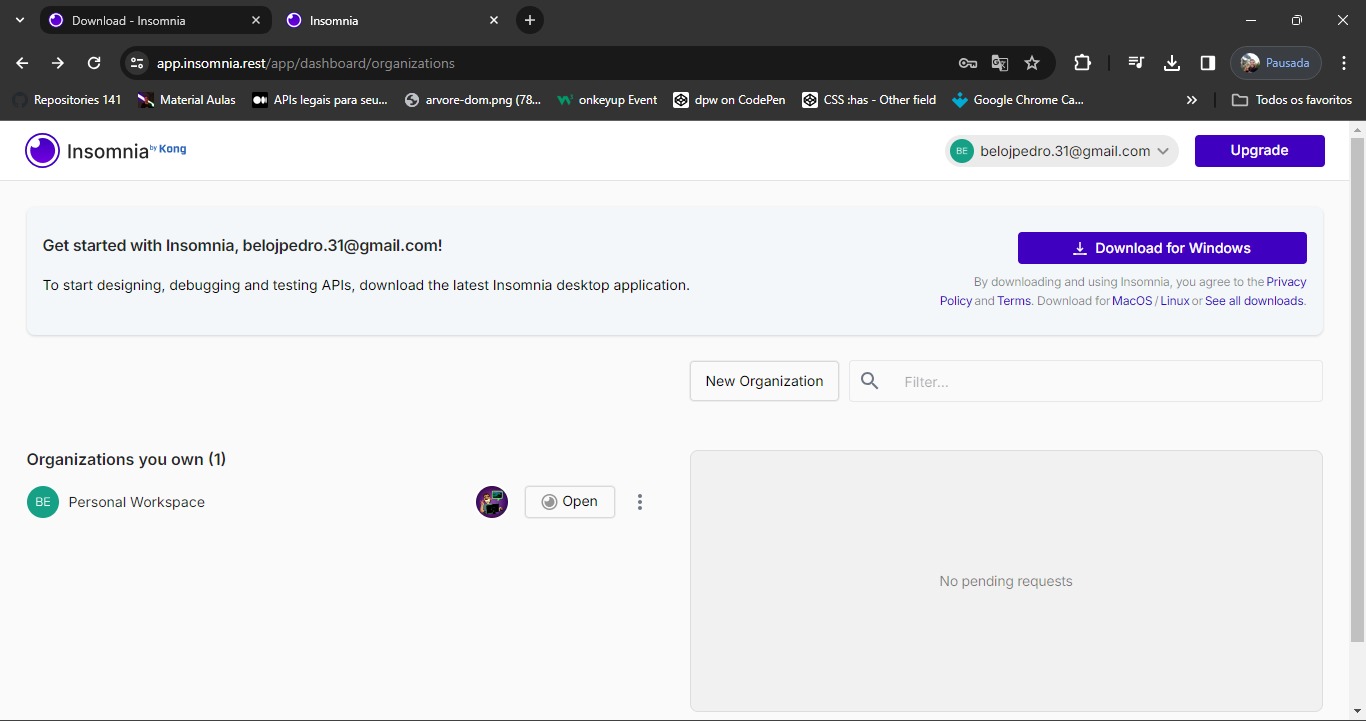 Download - Insomnia
Insomnia
app.insomnia.rest/app/dashboard/organizations
Pausada
Repositories 141
Material Aulas
APIs legais para seu...
arvore-dom.png (78...
onkeyup Event
dpw on CodePen
CSS :has - Other field
Google Chrome Ca...
Todos os favoritos
Insomnia by Kong
BE belojpedro.31@gmail.com
Upgrade
Get started with Insomnia, belojpedro.31@gmail.com!
Download for Windows
To start designing, debugging and testing APIs, download the latest Insomnia desktop application.
By downloading and using Insomnia, you agree to the Privacy
Policy and Terms. Download for MacOS / Linux or See all downloads.
New Organization
Filter...
Organizations you own (1)
BE Personal Workspace
Open
No pending requests